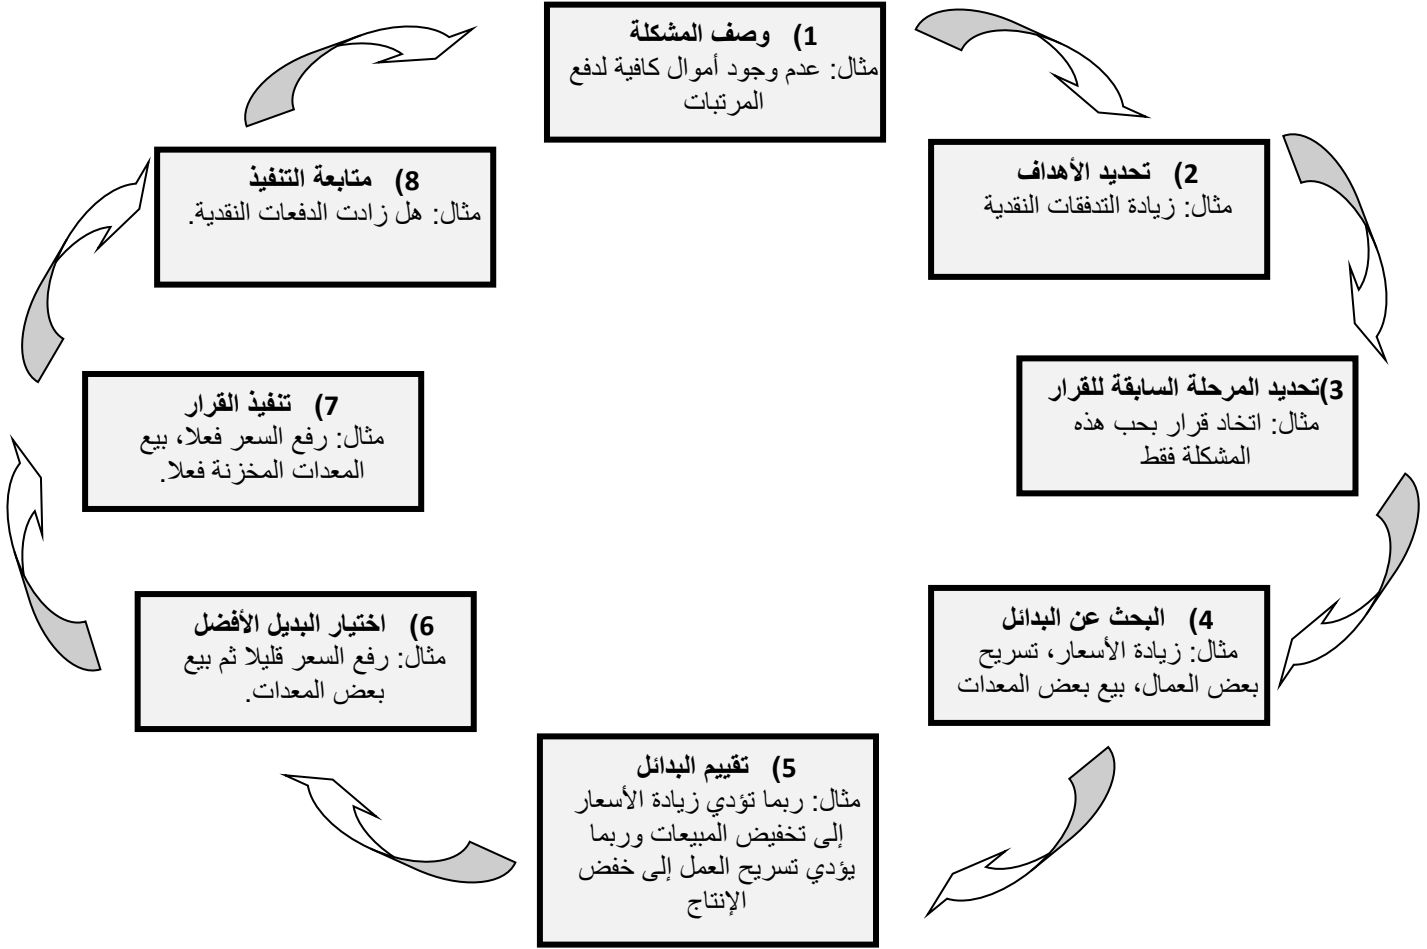 1) وصف المشكلة
مثال: عدم وجود أموال كافية لدفع
المرتبات
2) تحديد الأهداف
مثال: زيادة التدفقات النقدية
3)تحديد المرحلة السابقة للقرار
مثال: اتخاد قرار بحب هذه
المشكلة فقط
4) البحث عن البدائل
مثال: زيادة الأسعار، تسريح
بعض العمال، بيع بعض المعدات
5) تقييم البدائل
مثال: ربما تؤدي زيادة الأسعار
إلى تخفيض المبيعات وربما
يؤدي تسريح العمل إلى خفض
الإنتاج
6) اختيار البديل الأفضل
مثال: رفع السعر قليلا ثم بيع
بعض المعدات.
7) تنفيذ القرار
مثال: رفع السعر فعلا، بيع
المعدات المخزنة فعلا.
8) متابعة التنفيذ
مثال: هل زادت الدفعات النقدية.